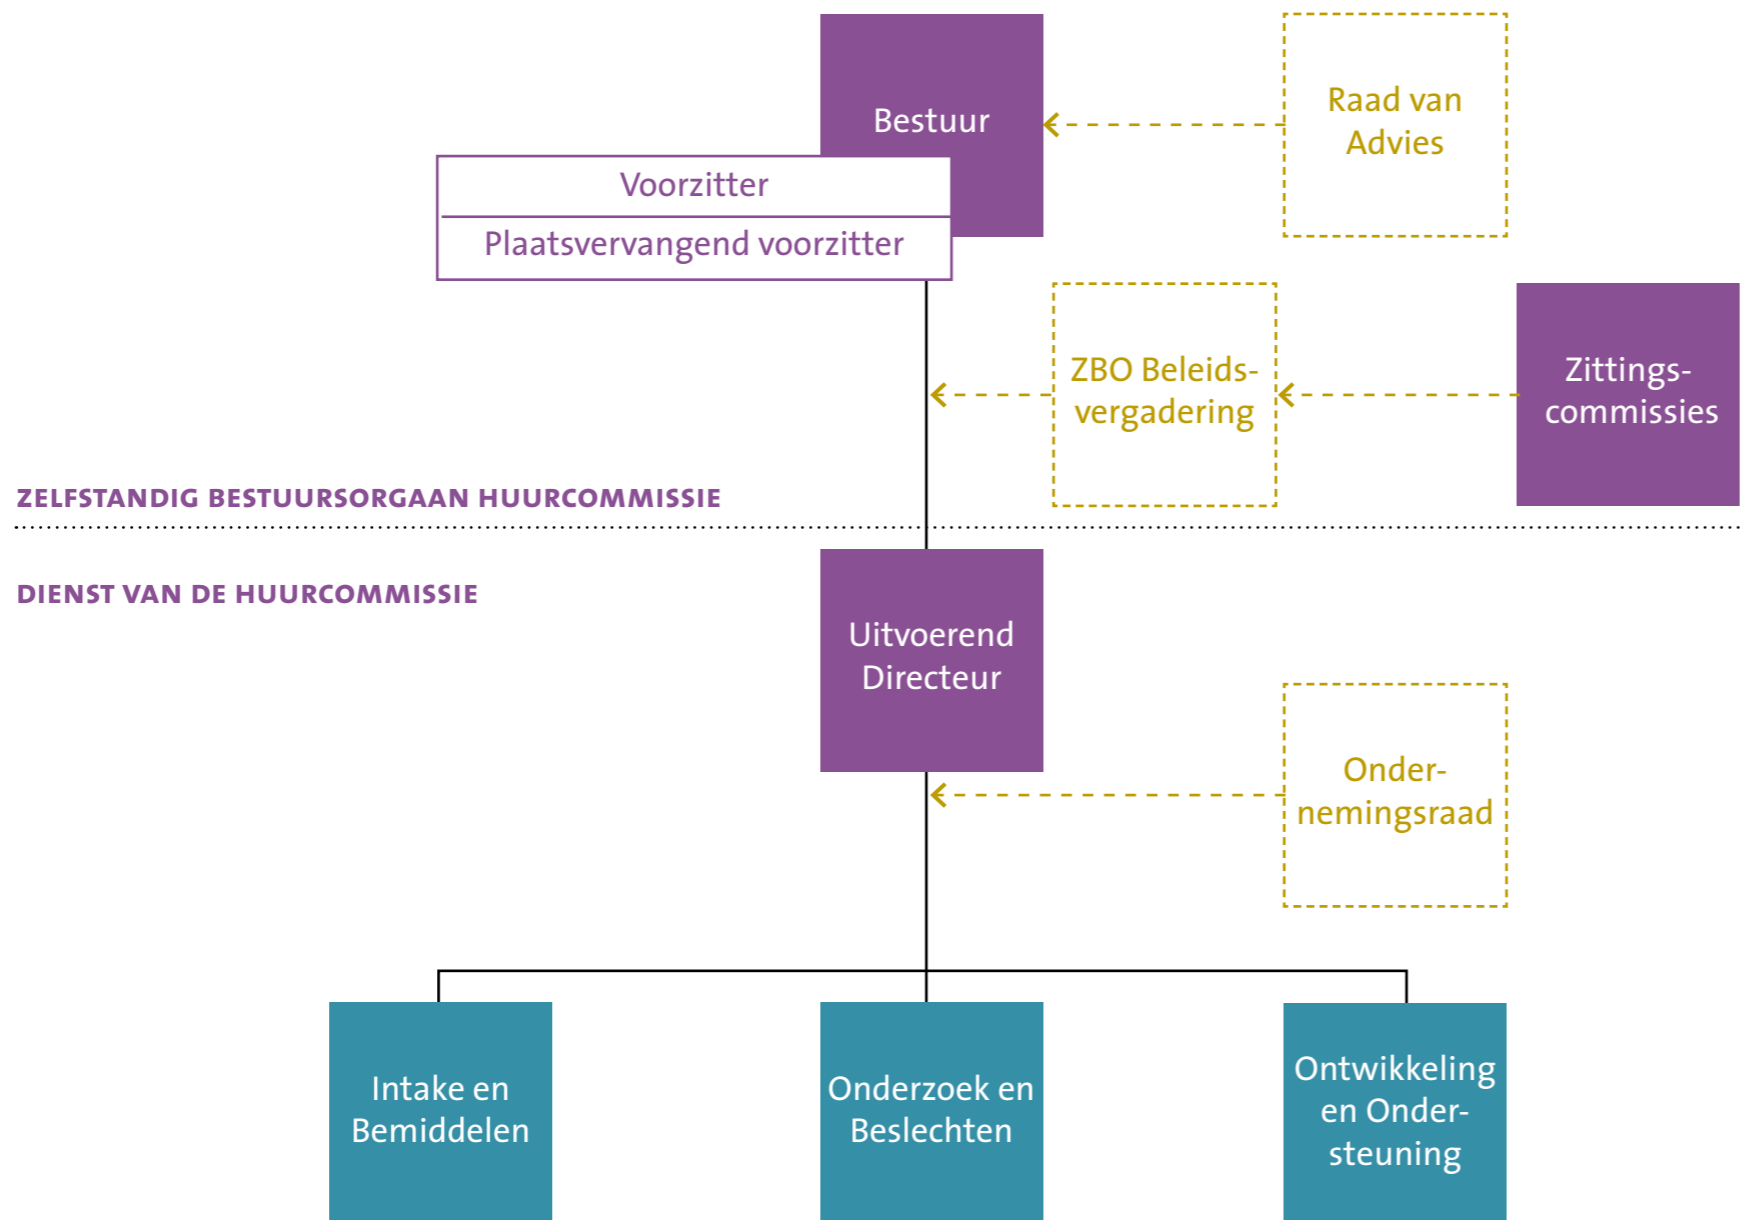 Bestuur
Raad van
Advies
Voorzitter
Plaatsvervangend voorzitter
ZBO Beleids-
vergadering
Zittings-
commissies
ZELFSTANDIG BESTUURSORGAAN HUURCOMMISSIE
DIENST VAN DE HUURCOMMISSIE
Uitvoerend
Directeur
Onder-
nemingsraad
Intake en
Bemiddelen
Onderzoek en
Beslechten
Ontwikkeling
en Onder-
steuning